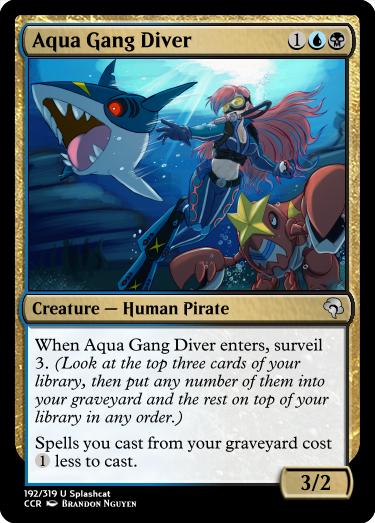 Aqua Gang Diver 1
Creature — Human Pirate
When Aqua Gang Diver enters, surveil
3. (Look at the top three cards of your
library, then put any number of them into
your graveyard and the rest on top of your
library in any order.)
Spells you cast from your graveyard cost
1 less to cast.
3/2
192/319 U Splashcat
CCR Brandon Nguyen